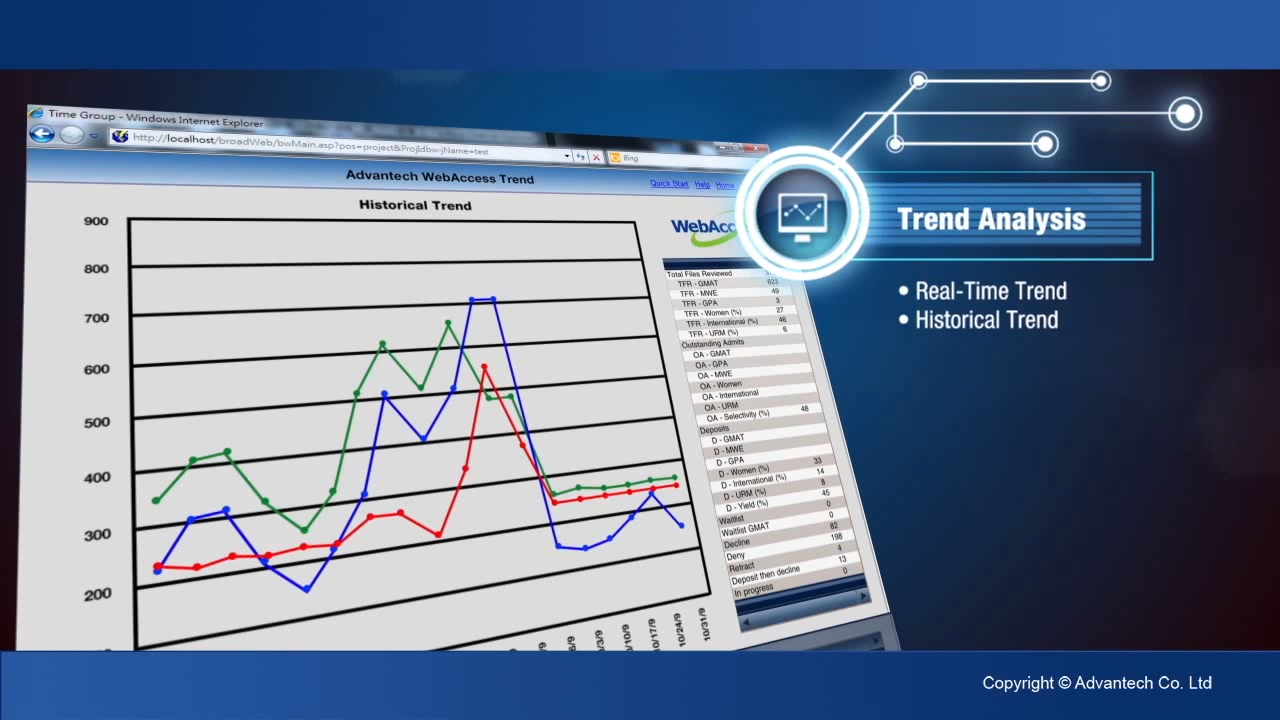 Time Group - Windows Internet Explorer
http://localhost/broadWeb/bwMain.asp?pos=project&ProjIdbw-jName=test
Bing
Advantech WebAccess Trend
Quick Start Help Home
Historical Trend
Trend Analysis
• Real-Time Trend
• Historical Trend
900
800
700
600
500
400
300
200
10/17/9
10/24/9
10/31/9
Total Files Reviewed
TFR - GMAT 623
TFR - MWE 49
TFR - GPA 3
TFR - Women (%) 27
TFR - International (%) 46
TFR - URM (%) 6
Outstanding Admits
OA - GMAT
OA - GPA
OA - MWE
OA - Women
OA - International
OA - URM
OA - Selectivity (%) 48
Deposits
D - GMAT
D - MWE
D - GPA
D - Women (%) 33
D - International (%) 14
D - URM (%) 8
D - Yield (%) 45
Waitlist 0
Waitlist GMAT 0
Decline 82
Deny 198
Retract 4
Deposit then decline 13
In progress 0
Copyright © Advantech Co. Ltd